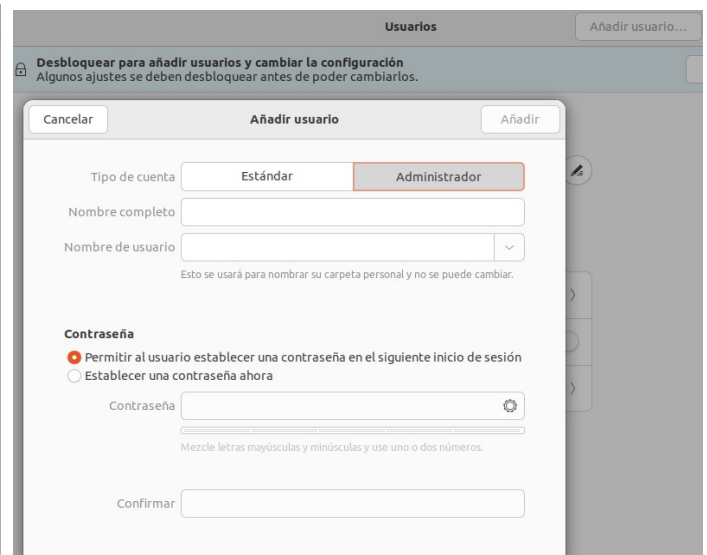 Usuarios
Añadir usuario...
Desbloquear para añadir usuarios y cambiar la configuración
Algunos ajustes se deben desbloquear antes de poder cambiarlos.
Cancelar
Añadir usuario
Añadir
Tipo de cuenta
Estándar
Administrador
Nombre completo
Nombre de usuario
Esto se usará para nombrar su carpeta personal y no se puede cambiar.
Contraseña
Permitir al usuario establecer una contraseña en el siguiente inicio de sesión
Establecer una contraseña ahora
Contraseña
Mezcle letras mayúsculas y minúsculas y use uno o dos números.
Confirmar